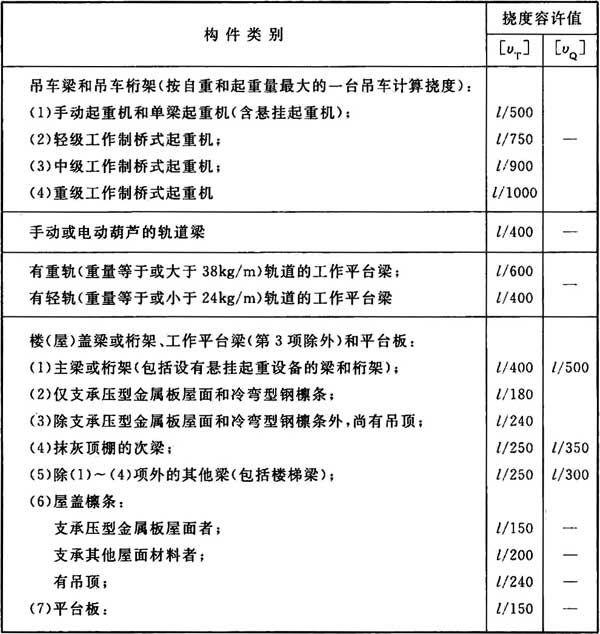 构件类别 挠度容许值
[υT] [υQ]
吊车梁和吊车桁架(按自重和起重量最大的一台吊车计算挠度):
(1)手动起重机和单梁起重机(含悬挂起重机); l/500
(2)轻级工作制桥式起重机; l/750 —
(3)中级工作制桥式起重机; l/900
(4)重级工作制桥式起重机 l/1000
手动或电动葫芦的轨道梁 l/400 —
有重轨(重量等于或大于 38kg/m)轨道的工作平台梁; l/600 —
有轻轨(重量等于或小于 24kg/m)轨道的工作平台梁 l/400
楼(屋)盖梁或桁架、工作平台梁(第 3 项除外)和平台板:
(1)主梁或桁架(包括设有悬挂起重设备的梁和桁架); l/400 l/500
(2)仅支承压型金属板屋面和冷弯型钢檩条; l/180
(3)除支承压型金属板屋面和冷弯型钢檩条外,尚有吊顶; l/240
(4)抹灰顶棚的次梁; l/250 l/350
(5)除(1)~(4)项外的其他梁(包括楼梯梁); l/250 l/300
(6)屋盖檩条:
支承压型金属板屋面者; l/150 —
支承其他屋面材料者; l/200 —
有吊顶; l/240 —
(7)平台板: l/150 —